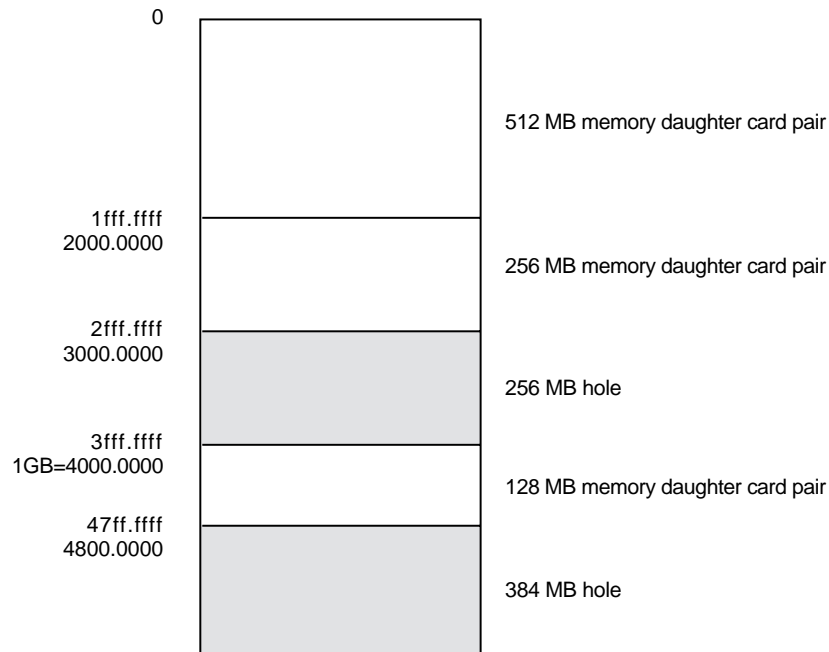 0
512 MB memory daughter card pair
1fff.ffff
2000.0000
256 MB memory daughter card pair
2fff.ffff
3000.0000
256 MB hole
3fff.ffff
1GB=4000.0000
128 MB memory daughter card pair
47ff.ffff
4800.0000
384 MB hole